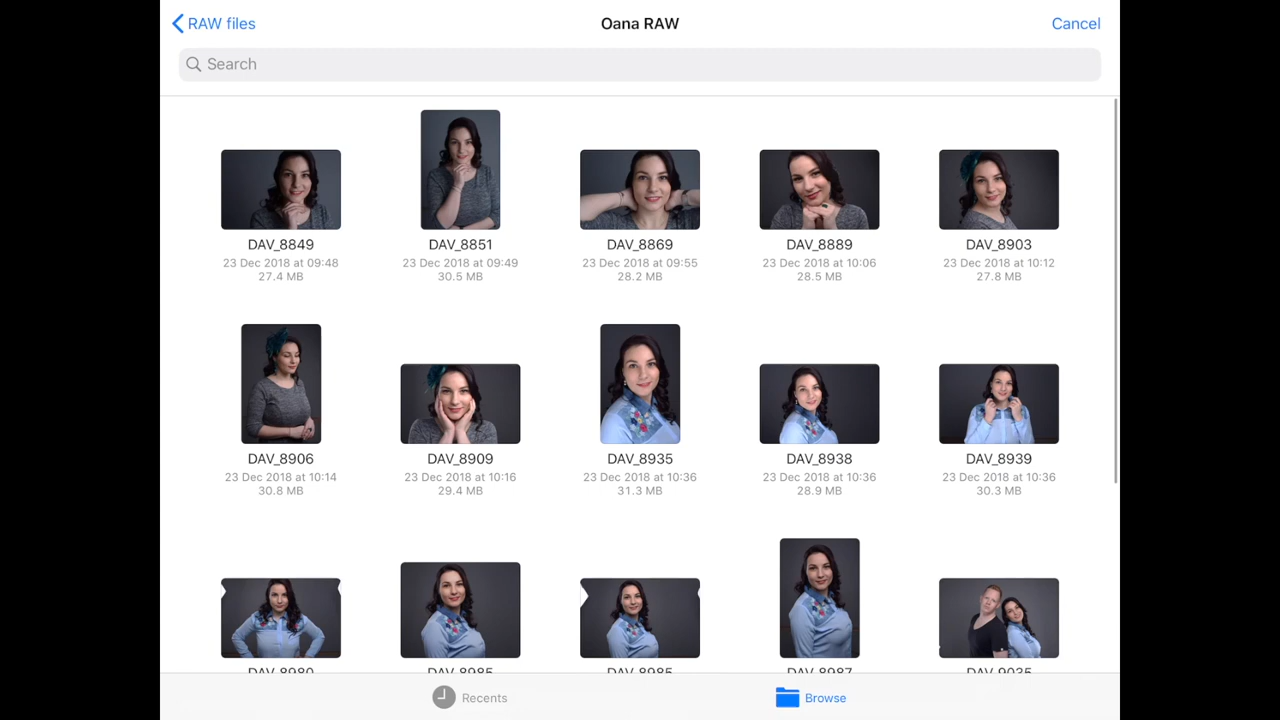 RAW files
Oana RAW
Cancel
Search
DAV_8849
23 Dec 2018 at 09:48
27.4 MB
DAV_8851
23 Dec 2018 at 09:49
30.5 MB
DAV_8869
23 Dec 2018 at 09:55
28.2 MB
DAV_8889
23 Dec 2018 at 10:06
28.5 MB
DAV_8903
23 Dec 2018 at 10:12
27.8 MB
DAV_8906
23 Dec 2018 at 10:14
30.8 MB
DAV_8909
23 Dec 2018 at 10:16
29.4 MB
DAV_8935
23 Dec 2018 at 10:36
31.3 MB
DAV_8938
23 Dec 2018 at 10:36
28.9 MB
DAV_8939
23 Dec 2018 at 10:36
30.3 MB
DAV_8980
DAV_8985
DAV_8985
DAV_8987
DAV_9035
Recents
Browse